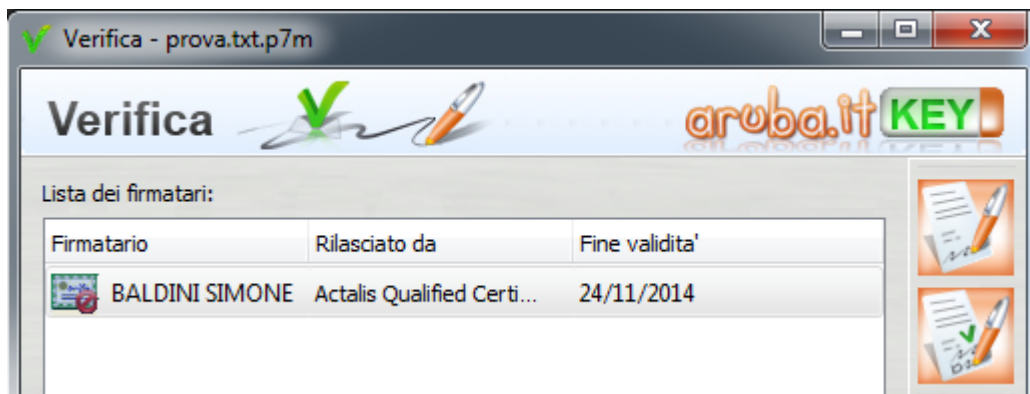 Verifica - prova.txt.p7m
Verifica
aruba.it KEY
Lista dei firmatari:
Firmatario Rilasciato da Fine validita'
BALDINI SIMONE Actalis Qualified Certi... 24/11/2014